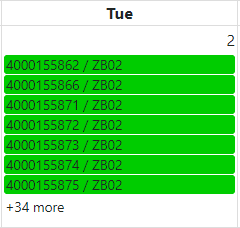 Tue
2
4000155862 / ZB02
4000155866 / ZB02
4000155871 / ZB02
4000155872 / ZB02
4000155873 / ZB02
4000155874 / ZB02
4000155875 / ZB02
+34 more